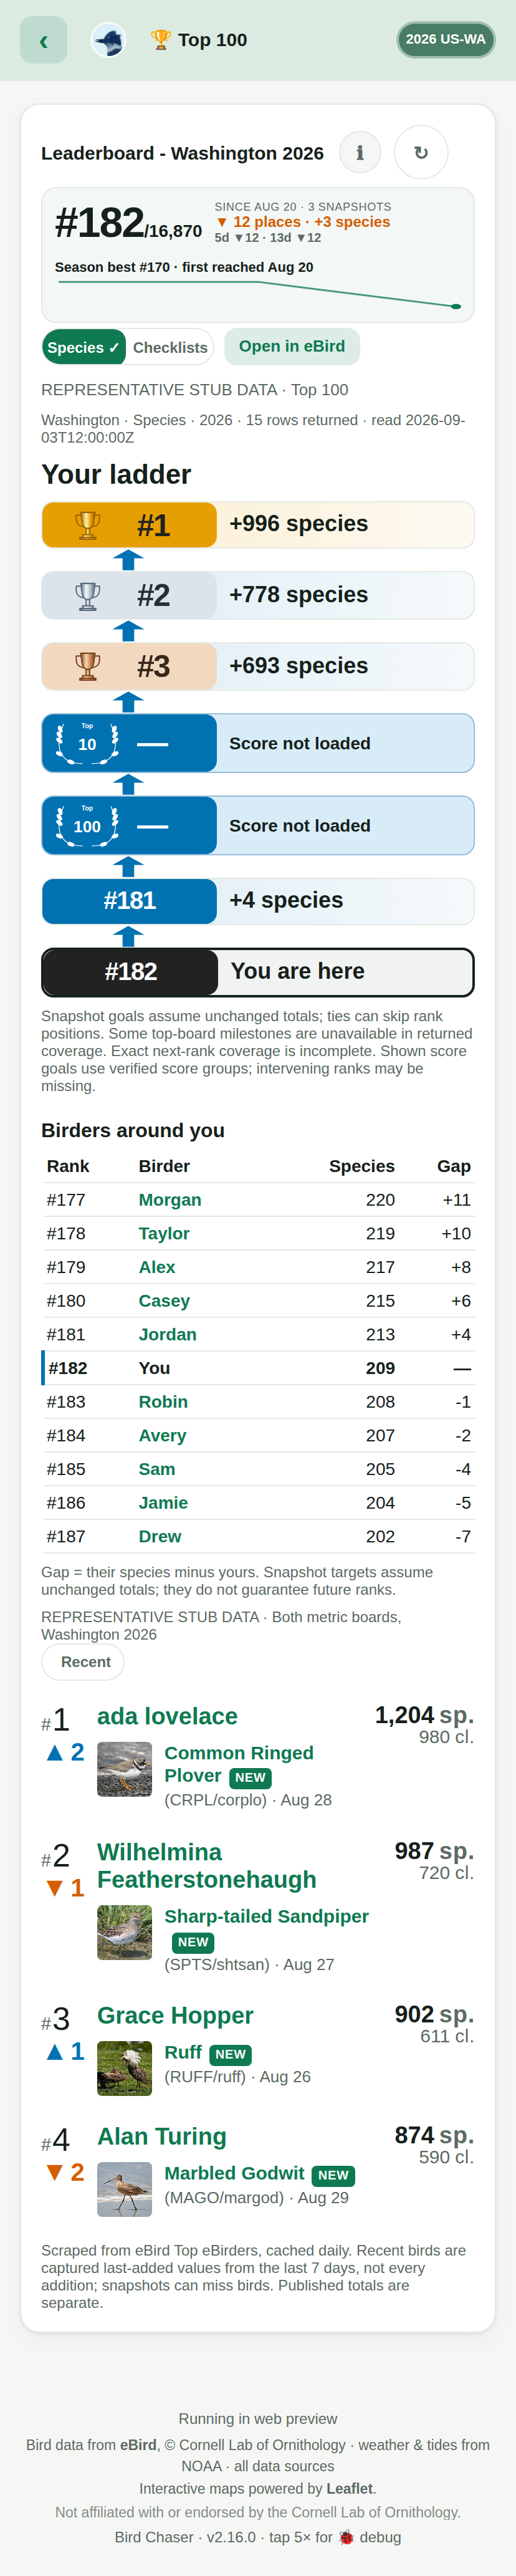 ‹ 🏆 Top 100 2026 US-WA
Leaderboard - Washington 2026 ℹ ↻
#182/16,870
SINCE AUG 20 · 3 SNAPSHOTS
▼ 12 places · +3 species
5d ▼12 · 13d ▼12
Season best #170 · first reached Aug 20
Species ✓ Checklists Open in eBird
REPRESENTATIVE STUB DATA · Top 100
Washington · Species · 2026 · 15 rows returned · read 2026-09-
03T12:00:00Z
Your ladder
#1 +996 species
#2 +778 species
#3 +693 species
Top
10 — Score not loaded
Top
100 — Score not loaded
#181 +4 species
#182 You are here
Snapshot goals assume unchanged totals; ties can skip rank
positions. Some top-board milestones are unavailable in returned
coverage. Exact next-rank coverage is incomplete. Shown score
goals use verified score groups; intervening ranks may be
missing.
Birders around you
Rank Birder Species Gap
#177 Morgan 220 +11
#178 Taylor 219 +10
#179 Alex 217 +8
#180 Casey 215 +6
#181 Jordan 213 +4
#182 You 209 —
#183 Robin 208 -1
#184 Avery 207 -2
#185 Sam 205 -4
#186 Jamie 204 -5
#187 Drew 202 -7
Gap = their species minus yours. Snapshot targets assume
unchanged totals; they do not guarantee future ranks.
REPRESENTATIVE STUB DATA · Both metric boards,
Washington 2026
Recent
#1 ada lovelace 1,204 sp.
▲ 2 980 cl.
Common Ringed
Plover NEW
(CRPL/corplo) · Aug 28
#2 Wilhelmina 987 sp.
▼ 1 Featherstonehaugh 720 cl.
Sharp-tailed Sandpiper
NEW
(SPTS/shtsan) · Aug 27
#3 Grace Hopper 902 sp.
▲ 1 611 cl.
Ruff NEW
(RUFF/ruff) · Aug 26
#4 Alan Turing 874 sp.
▼ 2 590 cl.
Marbled Godwit NEW
(MAGO/margod) · Aug 29
Scraped from eBird Top eBirders, cached daily. Recent birds are
captured last-added values from the last 7 days, not every
addition; snapshots can miss birds. Published totals are
separate.
Running in web preview
Bird data from eBird, © Cornell Lab of Ornithology · weather & tides from
NOAA · all data sources
Interactive maps powered by Leaflet.
Not affiliated with or endorsed by the Cornell Lab of Ornithology.
Bird Chaser · v2.16.0 · tap 5× for 🐞 debug